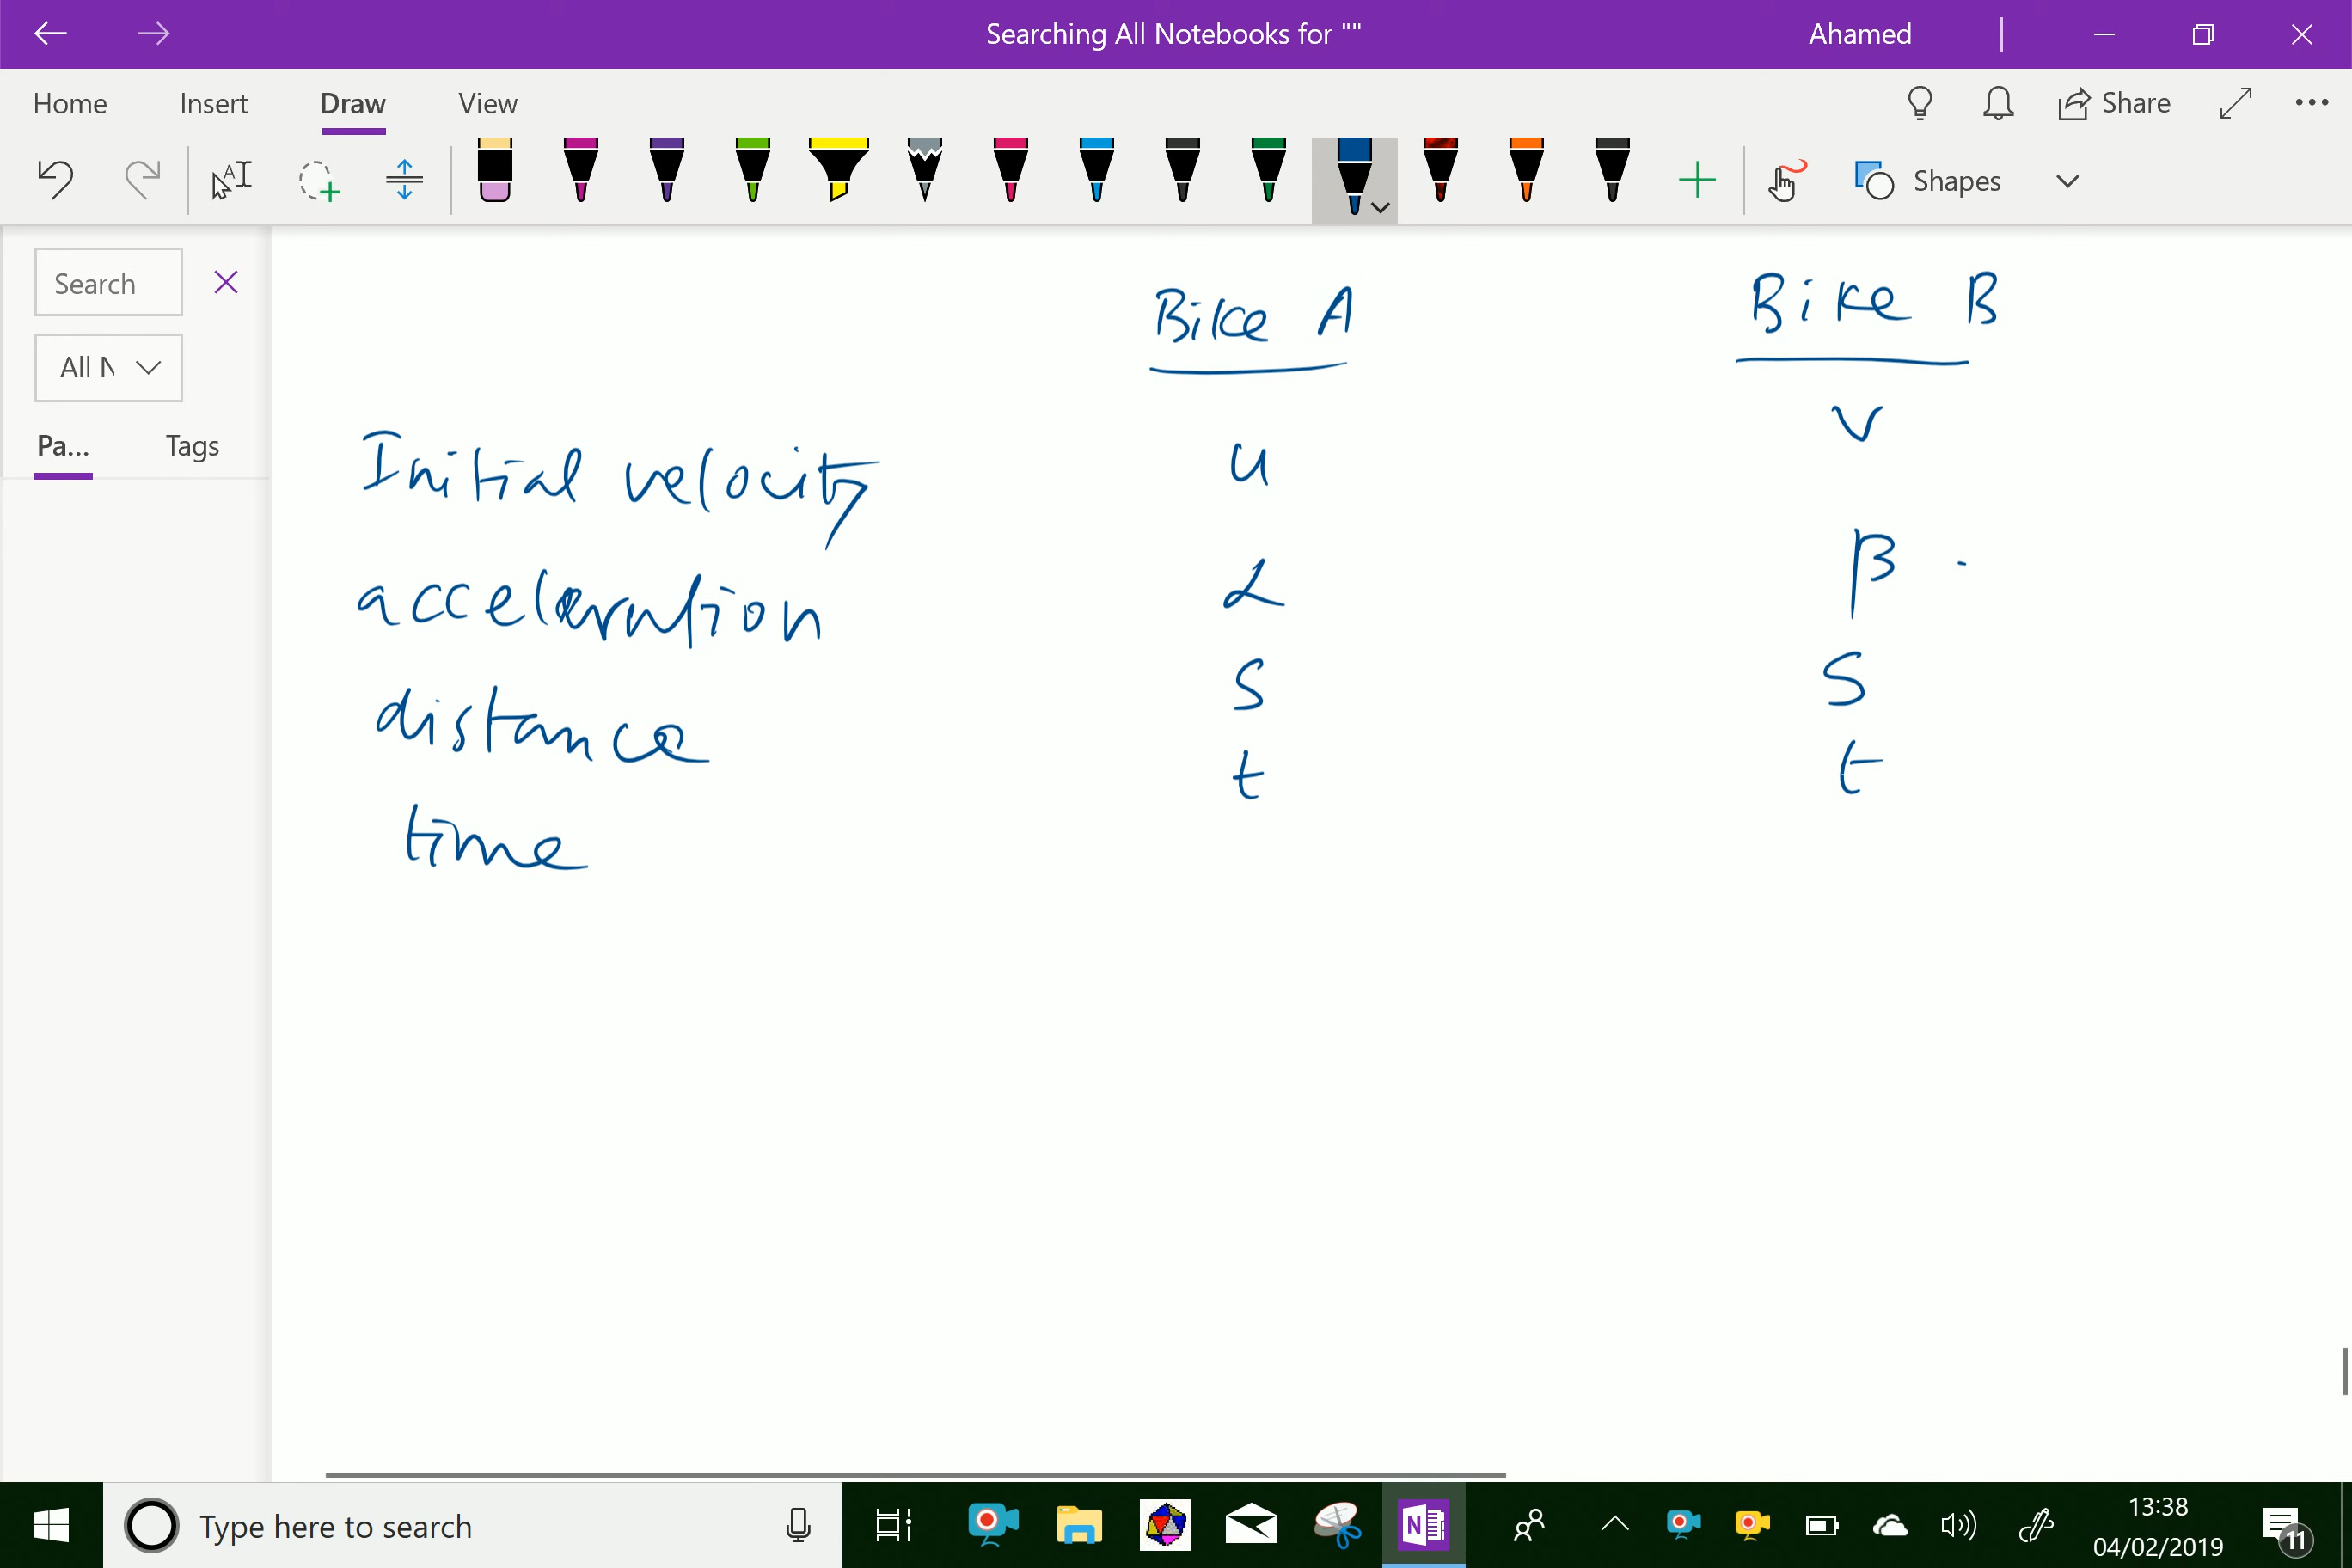 Searching All Notebooks for ""
Ahamed
Home Insert Draw View
Share
Shapes
Search
All N
Pa... Tags
Bike A Bike B
Initial velocity u v
acceleration α β .
distance s s
time t t
Type here to search
N
13:38
04/02/2019
11